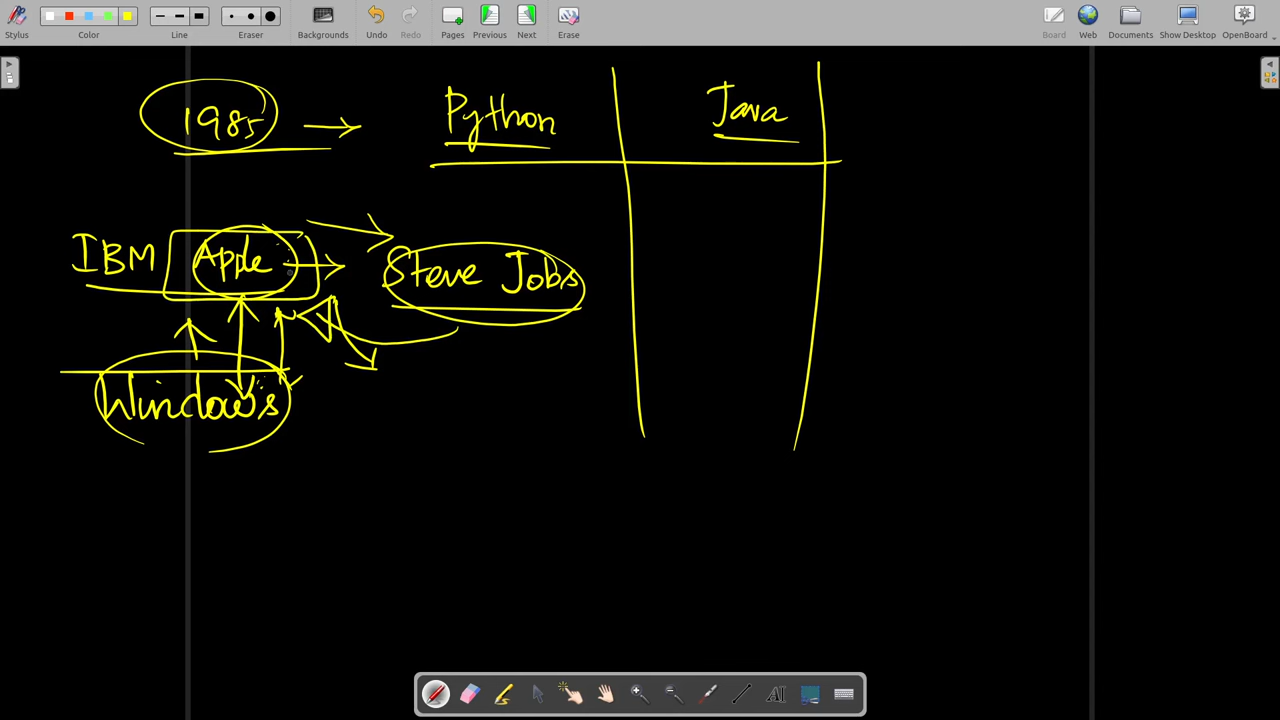 Stylus Color Line Eraser Backgrounds Undo Redo Pages Previous Next Erase Board Web Documents Show Desktop OpenBoard
1985 → Python Java
IBM Apple → Steve Jobs
Windows
AI